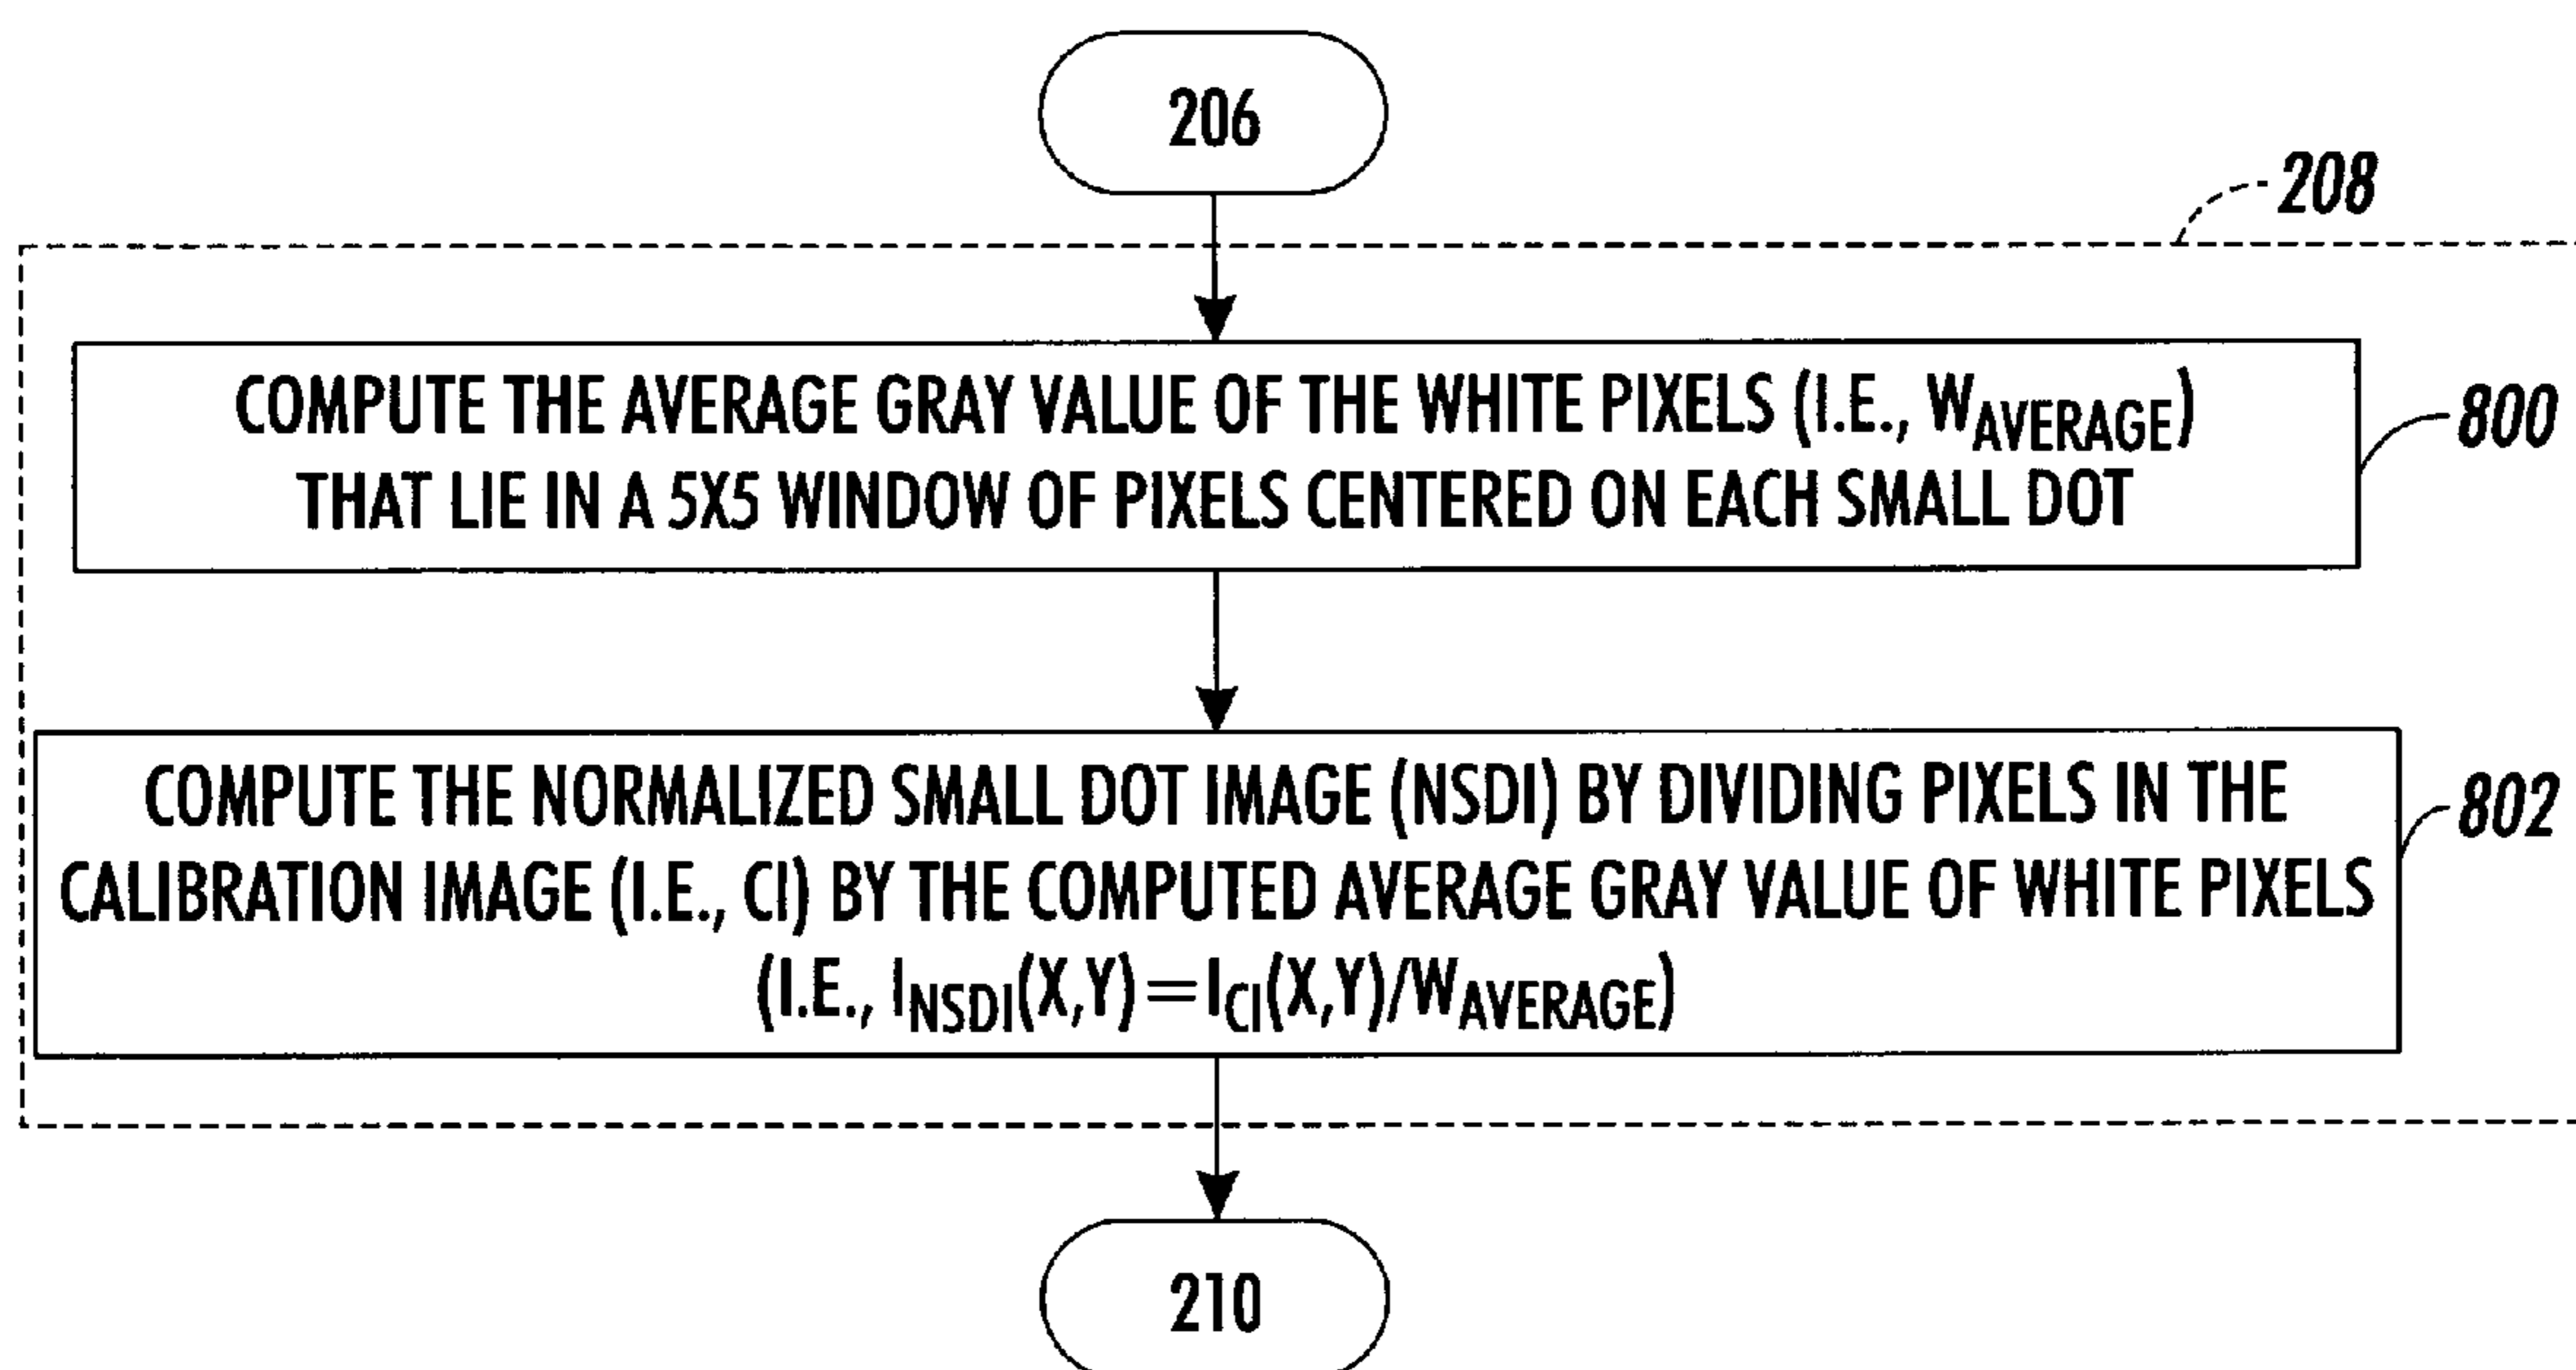 206
208
COMPUTE THE AVERAGE GRAY VALUE OF THE WHITE PIXELS (I.E., WAVERAGE)
THAT LIE IN A 5X5 WINDOW OF PIXELS CENTERED ON EACH SMALL DOT
800
COMPUTE THE NORMALIZED SMALL DOT IMAGE (NSDI) BY DIVIDING PIXELS IN THE
CALIBRATION IMAGE (I.E., CI) BY THE COMPUTED AVERAGE GRAY VALUE OF WHITE PIXELS
(I.E., INSDI(X,Y)=ICI(X,Y)/WAVERAGE)
802
210